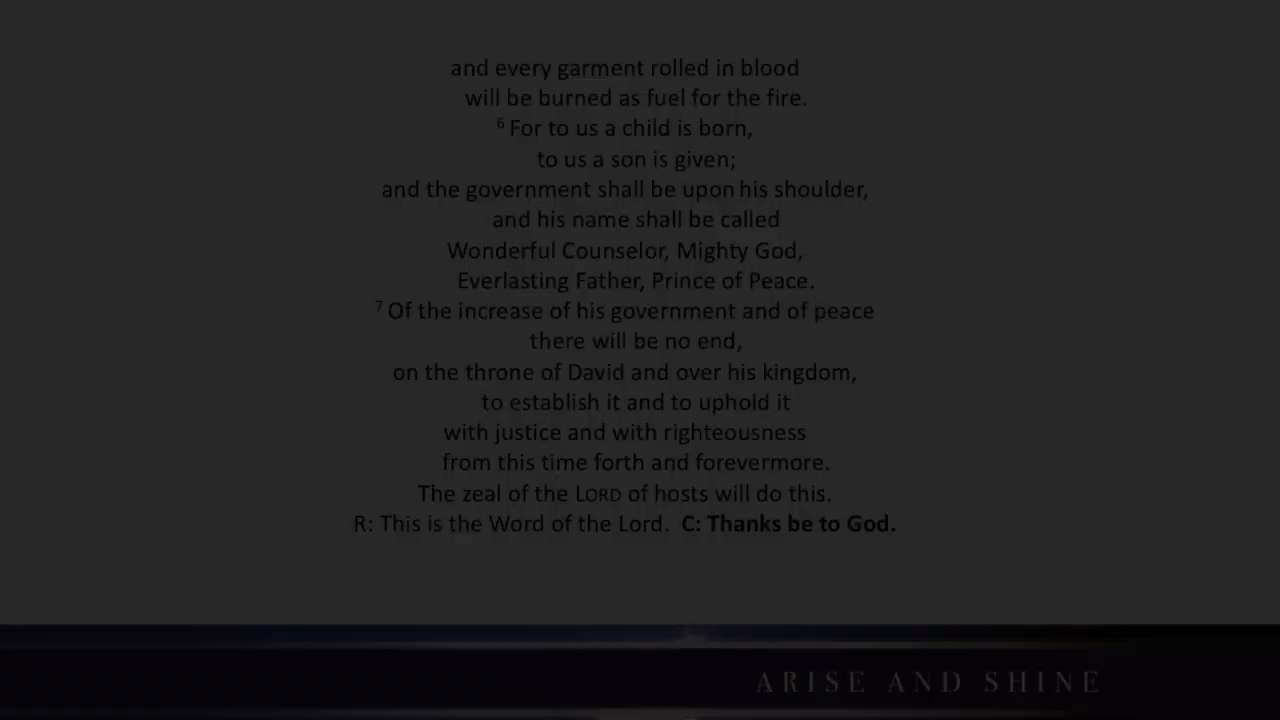 and every garment rolled in blood
will be burned as fuel for the fire.
⁶ For to us a child is born,
to us a son is given;
and the government shall be upon his shoulder,
and his name shall be called
Wonderful Counselor, Mighty God,
Everlasting Father, Prince of Peace.
⁷ Of the increase of his government and of peace
there will be no end,
on the throne of David and over his kingdom,
to establish it and to uphold it
with justice and with righteousness
from this time forth and forevermore.
The zeal of the LORD of hosts will do this.
R: This is the Word of the Lord. C: Thanks be to God.
ARISE AND SHINE